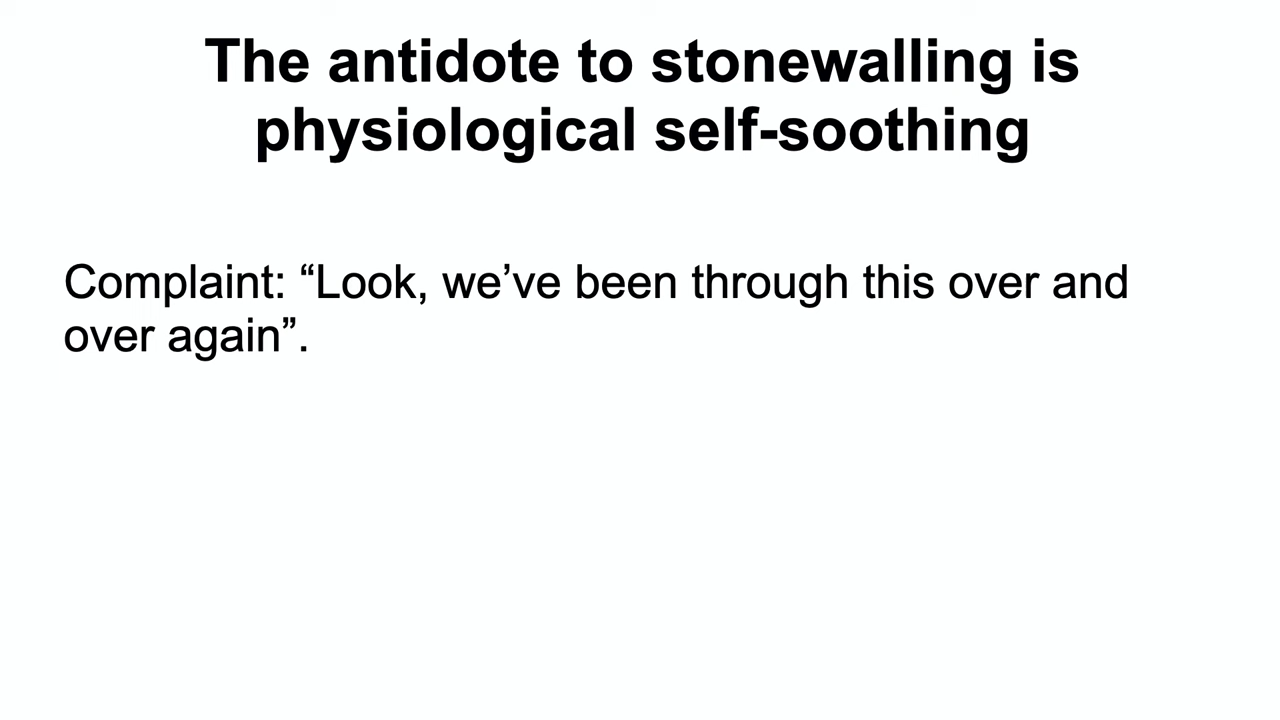 The antidote to stonewalling is
physiological self-soothing
Complaint: “Look, we’ve been through this over and
over again”.